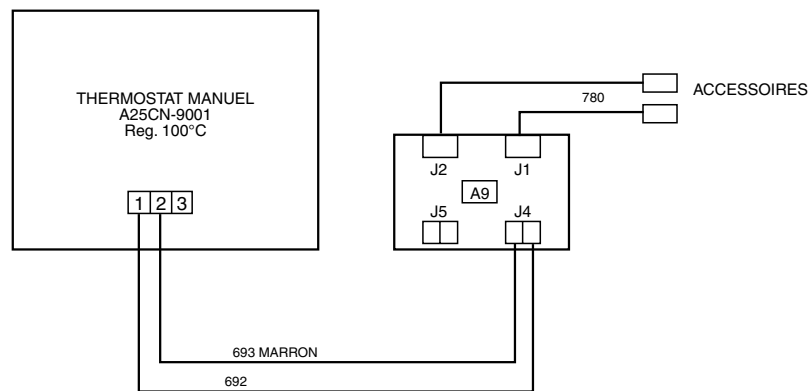 THERMOSTAT MANUEL
A25CN-9001
Reg. 100°C
1 2 3
ACCESSOIRES
780
J2 J1
A9
J5 J4
693 MARRON
692